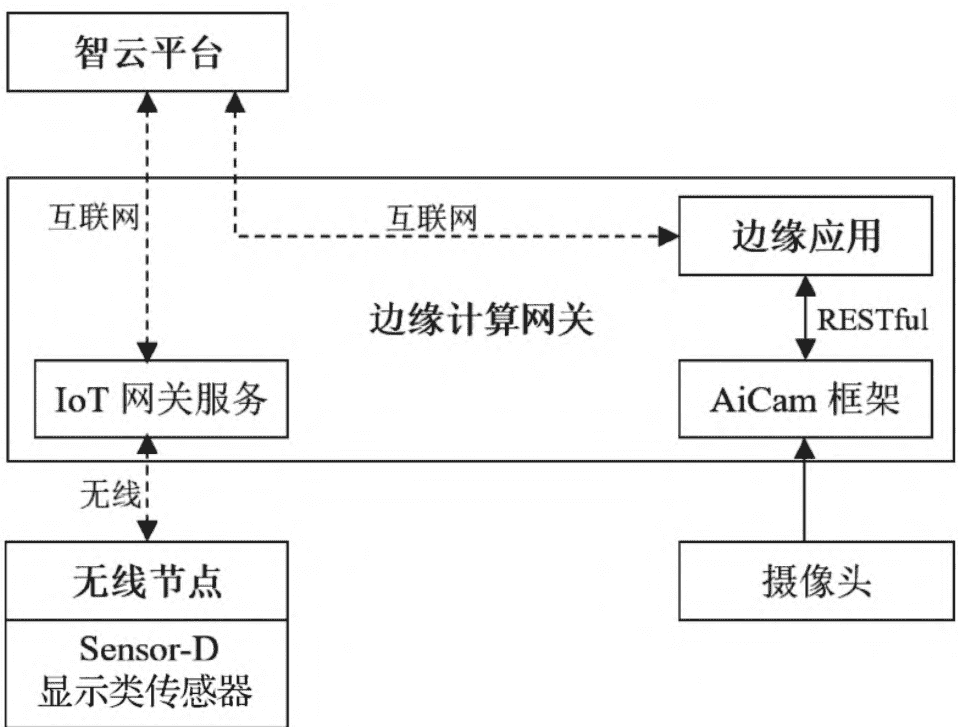 智云平台
互联网
互联网
边缘应用
边缘计算网关
RESTful
IoT 网关服务
AiCam 框架
无线
无线节点
摄像头
Sensor-D
显示类传感器